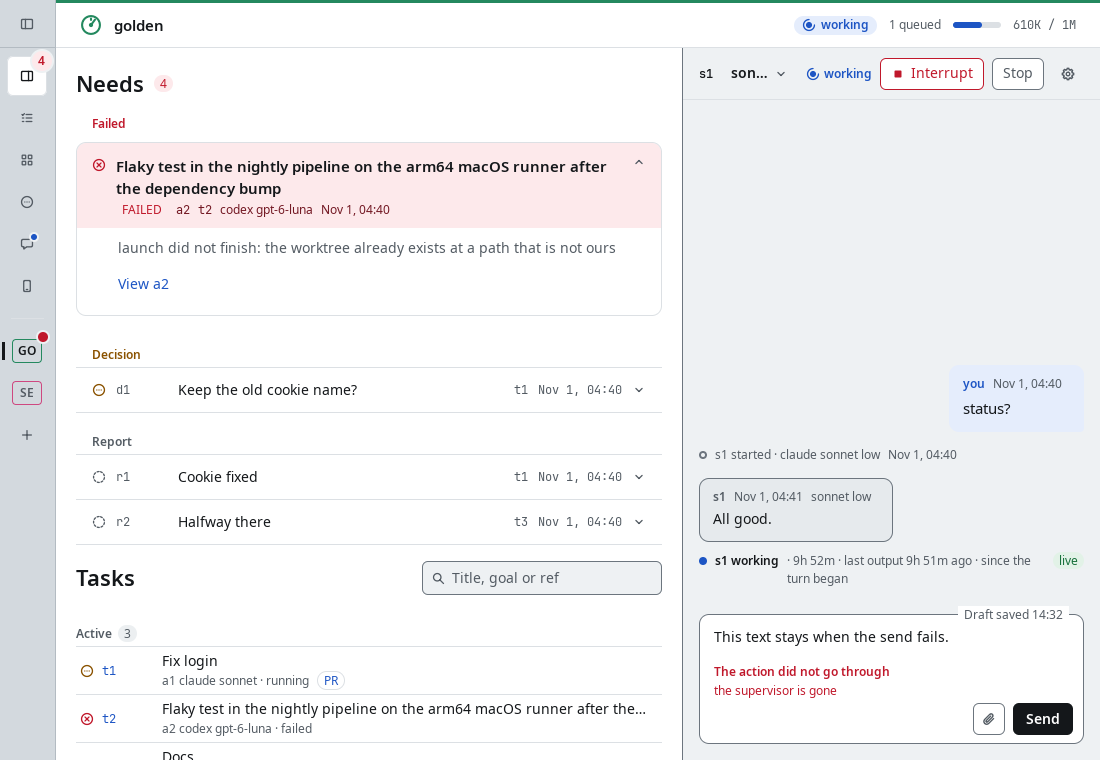 golden
working
1 queued
610K / 1M
4
GO
SE
Needs 4
Failed
Flaky test in the nightly pipeline on the arm64 macOS runner after
the dependency bump
FAILED a2 t2 codex gpt-6-luna Nov 1, 04:40
launch did not finish: the worktree already exists at a path that is not ours
View a2
Decision
d1 Keep the old cookie name? t1 Nov 1, 04:40
Report
r1 Cookie fixed t1 Nov 1, 04:40
r2 Halfway there t3 Nov 1, 04:40
Tasks
Title, goal or ref
Active 3
t1 Fix login
a1 claude sonnet · running PR
t2 Flaky test in the nightly pipeline on the arm64 macOS runner after the...
a2 codex gpt-6-luna · failed
Docs
s1 son... working Interrupt Stop
you Nov 1, 04:40
status?
s1 started · claude sonnet low Nov 1, 04:40
s1 Nov 1, 04:41 sonnet low
All good.
s1 working · 9h 52m · last output 9h 51m ago · since the
turn began
live
Draft saved 14:32
This text stays when the send fails.
The action did not go through
the supervisor is gone
Send